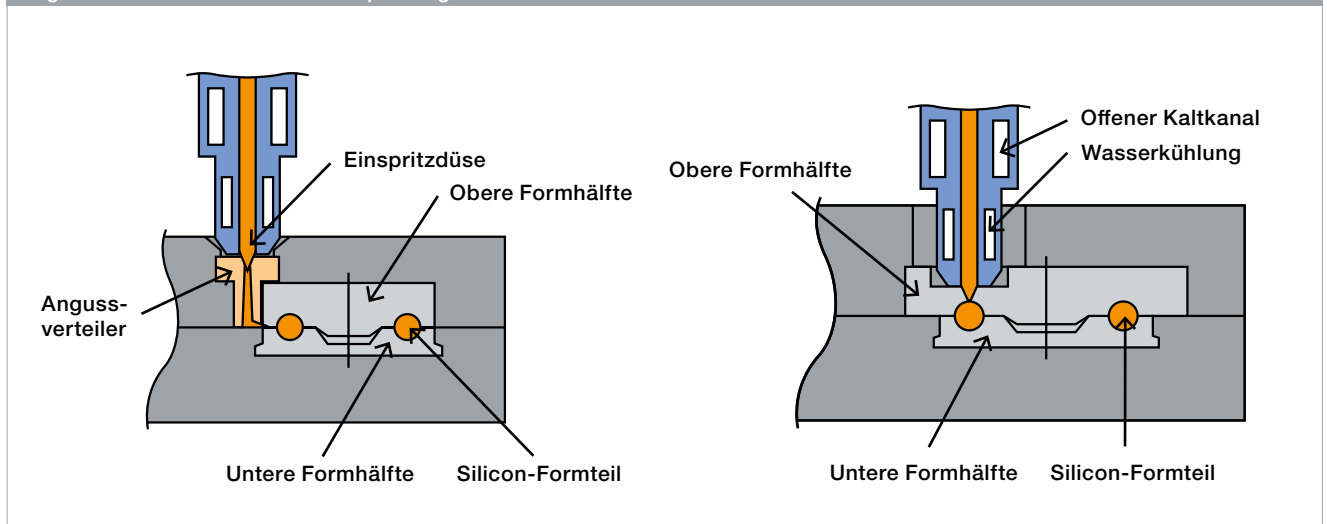 Einspritzdüse
Obere Formhälfte
Anguss-
verteiler
Untere Formhälfte
Silicon-Formteil
Offener Kaltkanal
Wasserkühlung
Obere Formhälfte
Untere Formhälfte
Silicon-Formteil